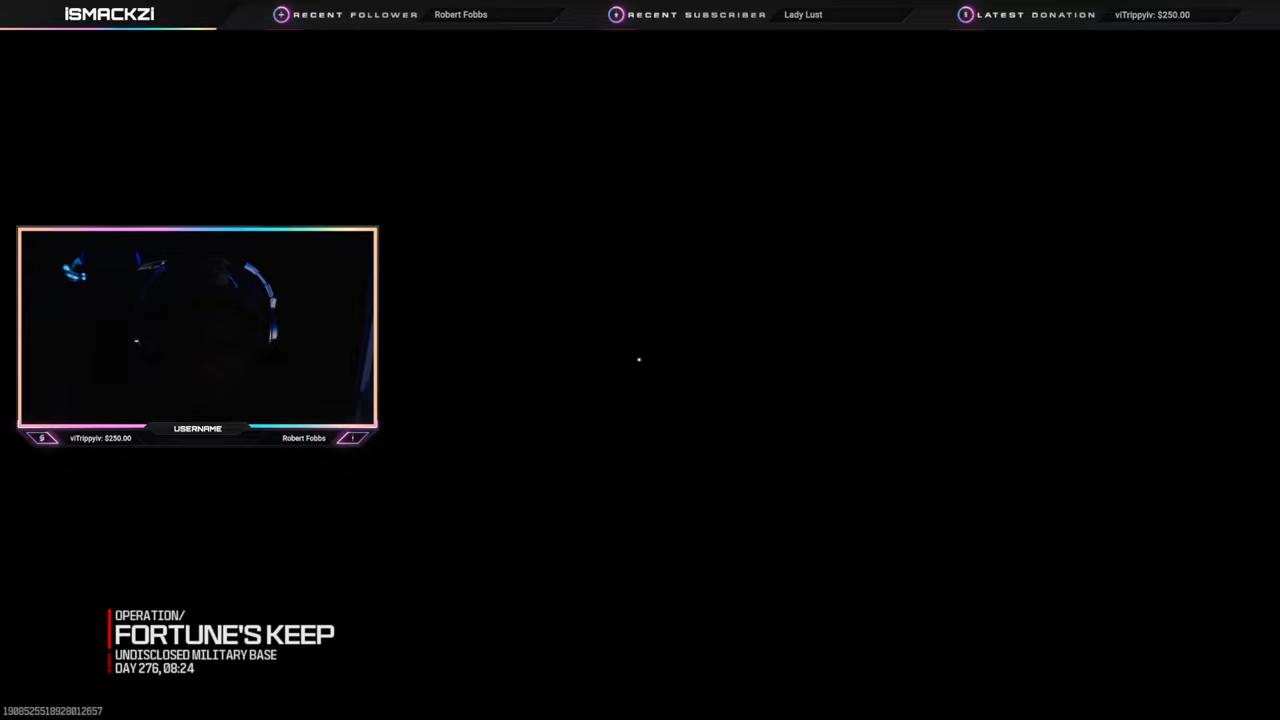 iSMACKZI
RECENT FOLLOWER Robert Fobbs
RECENT SUBSCRIBER Lady Lust
LATEST DONATION viTrippyiv: $250.00
USERNAME
viTrippyiv: $250.00
Robert Fobbs
OPERATION/
FORTUNE'S KEEP
UNDISCLOSED MILITARY BASE
DAY 276, 08:24
1908525518928012657